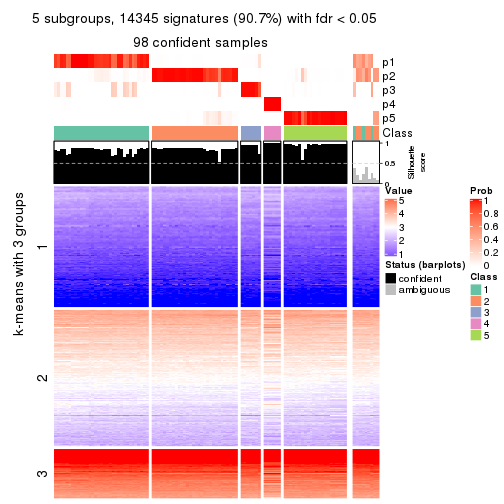 5 subgroups, 14345 signatures (90.7%) with fdr < 0.05
98 confident samples
p1
p2
p3
p4
p5
Class
1
0.5
0
Silhouette
score
k-means with 3 groups
1
2
3
Value
5
4
3
2
1
Status (barplots)
confident
ambiguous
Prob
1
0.8
0.6
0.4
0.2
0
Class
1
2
3
4
5